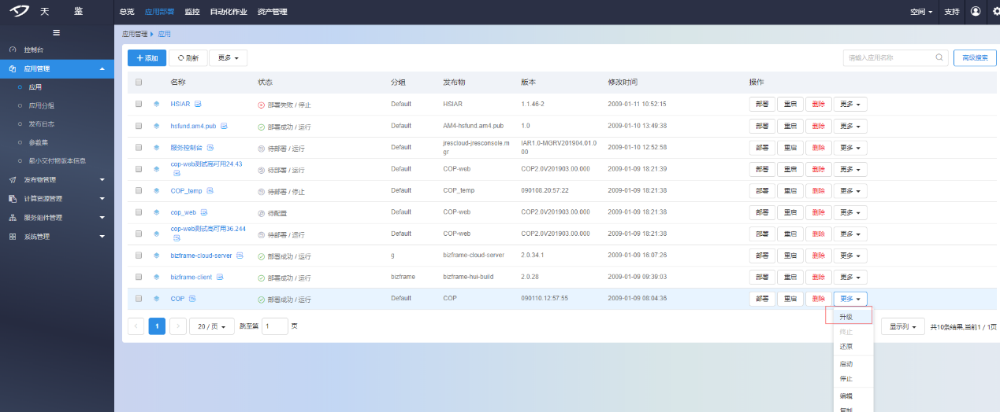 天 鉴 总览 应用部署 监控 自动化作业 资产管理 空间 支持
应用管理 应用
控制台
应用管理
应用
应用分组
发布日志
参数集
最小交付物版本信息
发布物管理
计算资源管理
服务组件管理
系统管理
添加 刷新 更多 请输入应用名称 高级搜索
名称 状态 分组 发布物 版本 修改时间 操作
HSIAR 部署失败 / 停止 Default HSIAR 1.1.46-2 2009-01-11 10:52:15 部署 重启 删除 更多
hsfund.am4.pub 部署成功 / 运行 Default AM4-hsfund.am4.pub 1.0 2009-01-10 13:49:38 部署 重启 删除 更多
服务控制台 待部署 / 运行 Default jrescloud-jresconsole.m
gr IAR1.0-MGRV201904.01.0
00 2009-01-10 12:52:58 部署 重启 删除 更多
cop-web测试高可用24.43 待部署 / 运行 Default COP-web COP2.0V201903.00.000 2009-01-09 18:21:39 部署 重启 删除 更多
COP_temp 待部署 / 停止 Default COP_temp 090108.20:57:22 2009-01-09 18:21:38 部署 重启 删除 更多
cop_web 待配置 Default COP-web COP2.0V201903.00.000 2009-01-09 18:21:38 部署 重启 删除 更多
cop-web测试高可用36.244 待部署 / 运行 Default COP-web COP2.0V201903.00.000 2009-01-09 18:21:38 部署 重启 删除 更多
bizframe-cloud-server 部署成功 / 运行 g bizframe-cloud-server 2.0.34.1 2009-01-09 16:07:26 部署 重启 删除 更多
bizframe-client 部署成功 / 运行 bizframe bizframe-hui-build 2.0.28 2009-01-09 09:39:03 部署 重启 删除 更多
COP 部署成功 / 运行 Default COP 090110.12:57:55 2009-01-09 08:04:36 部署 重启 删除 更多
1 20 / 页 跳至第 1 页 显示列 共10条结果,当前1 / 1页
升级
终止
还原
启动
停止
编辑
复制